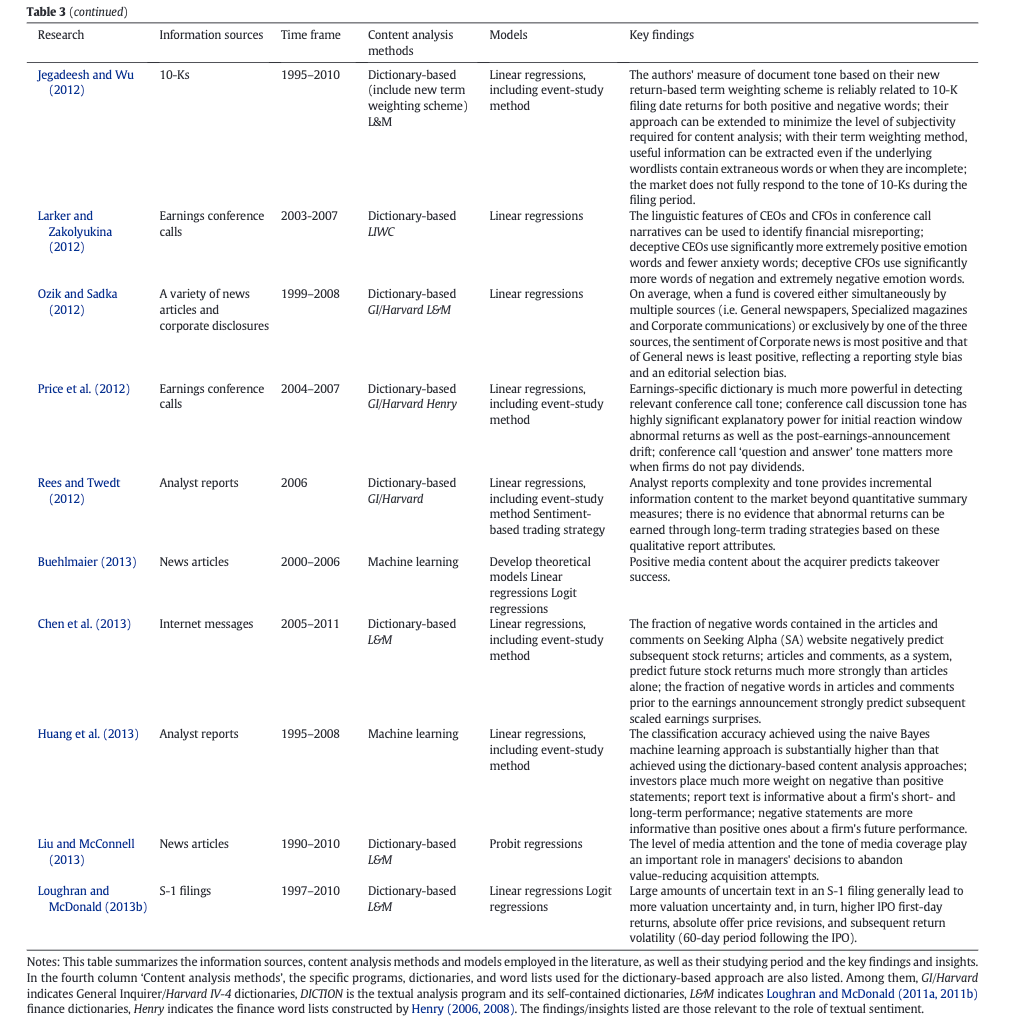 Table 3 (continued)
Research Information sources Time frame Content analysis methods Models Key findings
Jegadeesh and Wu (2012)
10-Ks
1995–2010
Dictionary-based
(include new term
weighting scheme)
L&M
Linear regressions,
including event-study
method
The authors' measure of document tone based on their new
return-based term weighting scheme is reliably related to 10-K
filing date returns for both positive and negative words; their
approach can be extended to minimize the level of subjectivity
required for content analysis; with their term weighting method,
useful information can be extracted even if the underlying
wordlists contain extraneous words or when they are incomplete;
the market does not fully respond to the tone of 10-Ks during the
filing period.
Larker and
Zakolyukina
(2012)
Earnings conference
calls
2003-2007
Dictionary-based
LIWC
Linear regressions
The linguistic features of CEOs and CFOs in conference call
narratives can be used to identify financial misreporting;
deceptive CEOs use significantly more extremely positive emotion
words and fewer anxiety words; deceptive CFOs use significantly
more words of negation and extremely negative emotion words.
Ozik and Sadka
(2012)
A variety of news
articles and
corporate disclosures
1999–2008
Dictionary-based
GI/Harvard L&M
Linear regressions
On average, when a fund is covered either simultaneously by
multiple sources (i.e. General newspapers, Specialized magazines
and Corporate communications) or exclusively by one of the three
sources, the sentiment of Corporate news is most positive and that
of General news is least positive, reflecting a reporting style bias
and an editorial selection bias.
Price et al. (2012)
Earnings conference
calls
2004–2007
Dictionary-based
GI/Harvard Henry
Linear regressions,
including event-study
method
Earnings-specific dictionary is much more powerful in detecting
relevant conference call tone; conference call discussion tone has
highly significant explanatory power for initial reaction window
abnormal returns as well as the post-earnings-announcement
drift; conference call 'question and answer' tone matters more
when firms do not pay dividends.
Rees and Twedt
(2012)
Analyst reports
2006
Dictionary-based
GI/Harvard
Linear regressions,
including event-study
method Sentiment-
based trading strategy
Analyst reports complexity and tone provides incremental
information content to the market beyond quantitative summary
measures; there is no evidence that abnormal returns can be
earned through long-term trading strategies based on these
qualitative report attributes.
Buehlmaier (2013)
News articles
2000–2006
Machine learning
Develop theoretical
models Linear
regressions Logit
regressions
Positive media content about the acquirer predicts takeover
success.
Chen et al. (2013)
Internet messages
2005–2011
Dictionary-based
L&M
Linear regressions,
including event-study
method
The fraction of negative words contained in the articles and
comments on Seeking Alpha (SA) website negatively predict
subsequent stock returns; articles and comments, as a system,
predict future stock returns much more strongly than articles
alone; the fraction of negative words in articles and comments
prior to the earnings announcement strongly predict subsequent
scaled earnings surprises.
Huang et al. (2013)
Analyst reports
1995–2008
Machine learning
Linear regressions,
including event-study
method
The classification accuracy achieved using the naive Bayes
machine learning approach is substantially higher than that
achieved using the dictionary-based content analysis approaches;
investors place much more weight on negative than positive
statements; report text is informative about a firm's short- and
long-term performance; negative statements are more
informative than positive ones about a firm's future performance.
Liu and McConnell
(2013)
News articles
1990–2010
Dictionary-based
L&M
Probit regressions
The level of media attention and the tone of media coverage play
an important role in managers' decisions to abandon
value-reducing acquisition attempts.
Loughran and
McDonald (2013b)
S-1 filings
1997–2010
Dictionary-based
L&M
Linear regressions Logit
regressions
Large amounts of uncertain text in an S-1 filing generally lead to
more valuation uncertainty and, in turn, higher IPO first-day
returns, absolute offer price revisions, and subsequent return
volatility (60-day period following the IPO).
Notes: This table summarizes the information sources, content analysis methods and models employed in the literature, as well as their studying period and the key findings and insights.
In the fourth column 'Content analysis methods', the specific programs, dictionaries, and word lists used for the dictionary-based approach are also listed. Among them, GI/Harvard
indicates General Inquirer/Harvard IV-4 dictionaries, DICTION is the textual analysis program and its self-contained dictionaries, L&M indicates Loughran and McDonald (2011a, 2011b)
finance dictionaries, Henry indicates the finance word lists constructed by Henry (2006, 2008). The findings/insights listed are those relevant to the role of textual sentiment.